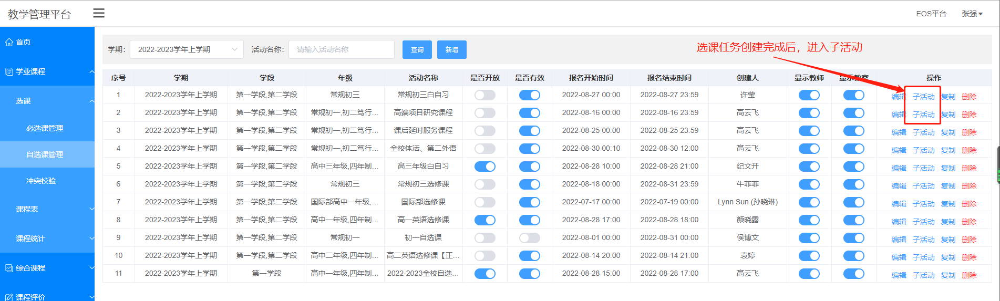 教学管理平台
EOS平台 张强
首页
学业课程
选课
必选课管理
自选课管理
冲突校验
课程表
课程统计
综合课程
课程评价
学期： 2022-2023学年上学期 活动名称： 请输入活动名称 查询 新增
选课任务创建完成后，进入子活动
序号 学期 学段 年级 活动名称 是否开放 是否有效 报名开始时间 报名结束时间 创建人 显示教师 显示教室 操作
1 2022-2023学年上学期 第一学段,第二学段 常规初三 常规初三白自习 2022-08-27 00:00 2022-08-27 23:59 许莹 编辑 子活动 复制 删除
2 2022-2023学年上学期 第一学段,第二学段 常规初一,初二笃行... 高端项目研究课程 2022-08-16 00:00 2022-08-16 23:59 高云飞 编辑 子活动 复制 删除
3 2022-2023学年上学期 第一学段,第二学段 常规初一,初二笃行... 课后延时服务课程 2022-08-25 00:00 2022-08-25 23:59 高云飞 编辑 子活动 复制 删除
4 2022-2023学年上学期 第一学段,第二学段 常规初一,初二笃行... 全校体活、第二外语 2022-08-30 00:10 2022-08-30 12:00 高云飞 编辑 子活动 复制 删除
5 2022-2023学年上学期 第一学段,第二学段 高中三年级,四年制... 高三年级白自习 2022-08-28 10:00 2022-08-28 21:00 纪文开 编辑 子活动 复制 删除
6 2022-2023学年上学期 第一学段,第二学段 常规初三 常规初三选修课 2022-08-18 00:00 2022-08-31 23:59 牛菲菲 编辑 子活动 复制 删除
7 2022-2023学年上学期 第一学段,第二学段 国际部高中一年级,... 国际部选修课 2022-07-17 00:00 2022-07-19 00:00 Lynn Sun (孙晓琳) 编辑 子活动 复制 删除
8 2022-2023学年上学期 第一学段,第二学段 高中一年级,四年制... 高一英语选修课 2022-08-28 17:00 2022-08-28 18:00 颜晓露 编辑 子活动 复制 删除
9 2022-2023学年上学期 第一学段,第二学段 常规初一 初一自选课 2022-08-01 00:00 2022-08-31 00:00 侯博文 编辑 子活动 复制 删除
10 2022-2023学年上学期 第一学段,第二学段 高中二年级,四年制... 高二英语选修课【正... 2022-08-14 20:00 2022-08-14 21:00 袁婷 编辑 子活动 复制 删除
11 2022-2023学年上学期 第一学段 高中一年级,四年制... 2022-2023全校自选... 2022-08-28 15:00 2022-08-28 17:00 高云飞 编辑 子活动 复制 删除